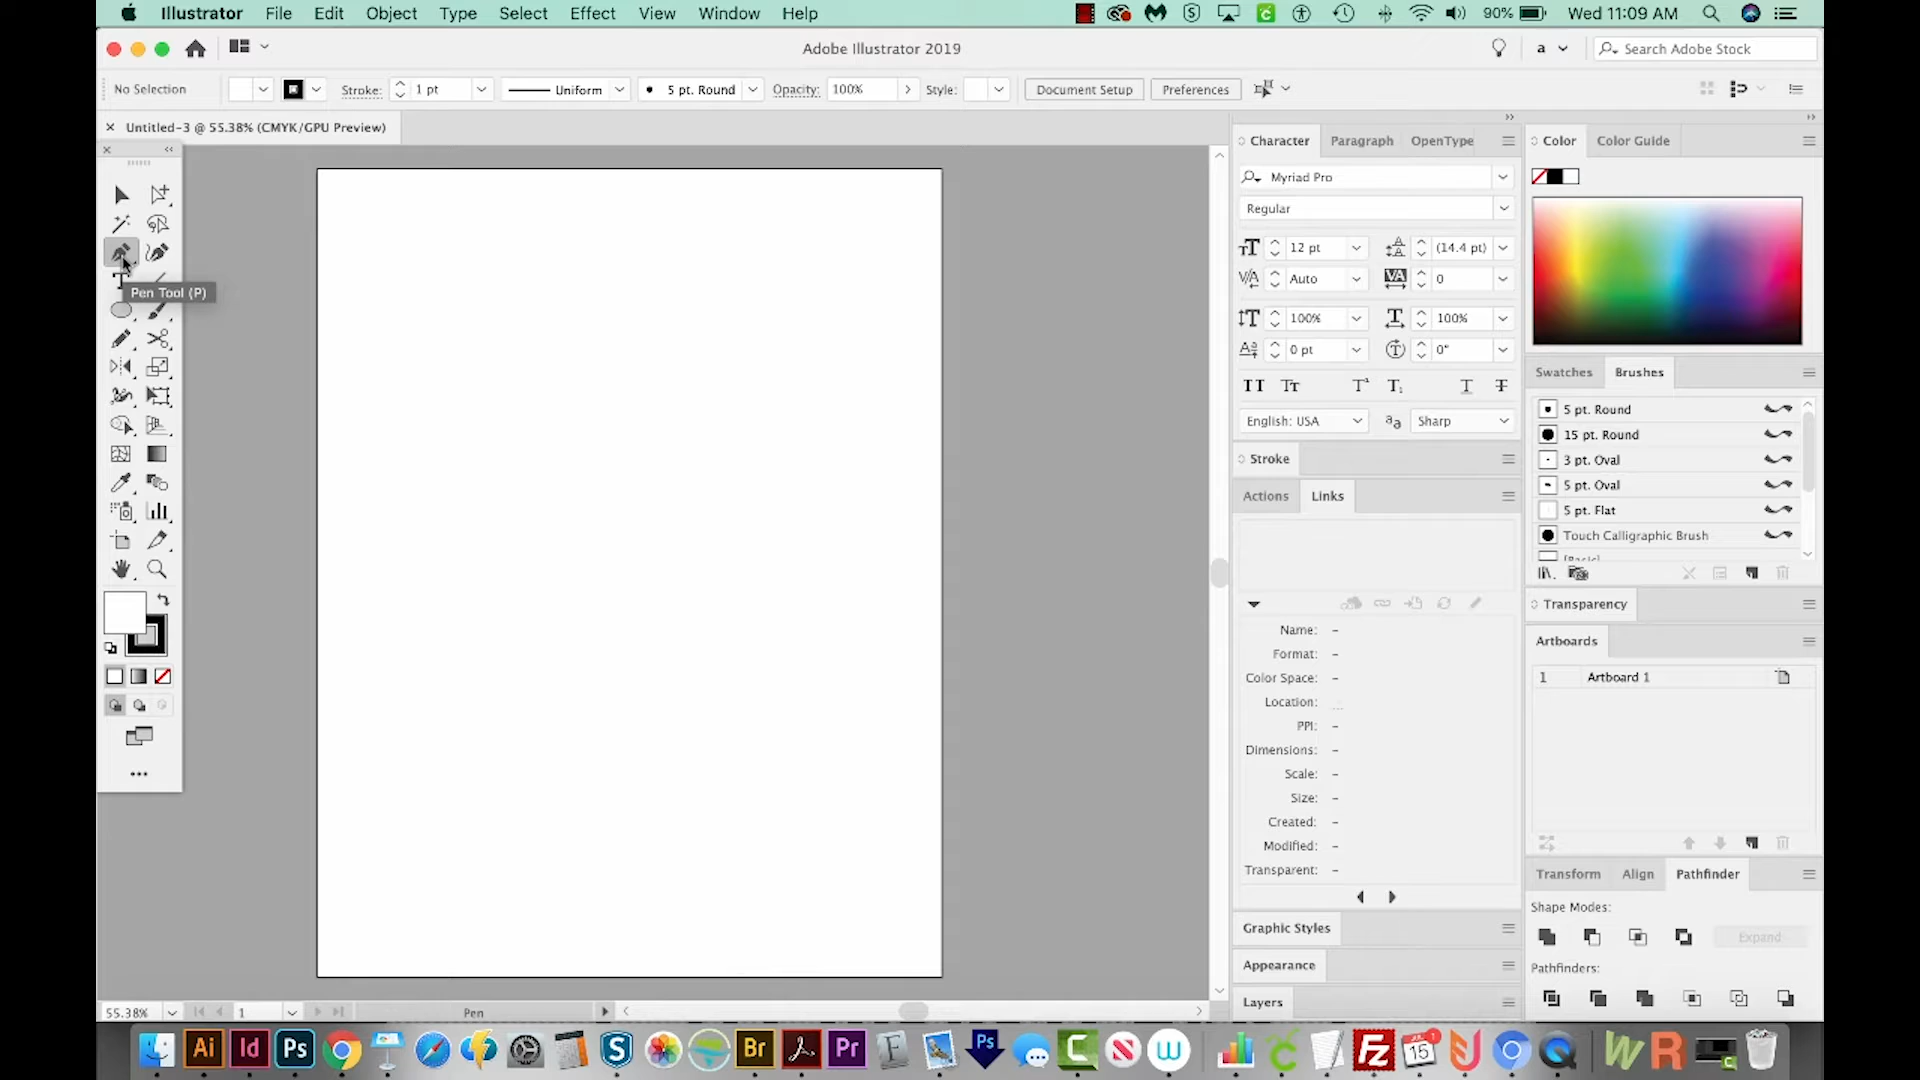 Illustrator File Edit Object Type Select Effect View Window Help 90% Wed 11:09 AM
Adobe Illustrator 2019 a Search Adobe Stock
No Selection Stroke: 1 pt Uniform 5 pt. Round Opacity: 100% Style: Document Setup Preferences
Untitled-3 @ 55.38% (CMYK/GPU Preview)
Pen Tool (P)
Character Paragraph OpenType
Myriad Pro
Regular
12 pt (14.4 pt)
Auto 0
100% 100%
0 pt 0°
English: USA Sharp
Stroke
Actions Links
Name: –
Format: –
Color Space: –
Location:
PPI: –
Dimensions: –
Scale: –
Size: –
Created: –
Modified: –
Transparent: –
Graphic Styles
Appearance
Layers
Color Color Guide
Swatches Brushes
5 pt. Round
15 pt. Round
3 pt. Oval
5 pt. Oval
5 pt. Flat
Touch Calligraphic Brush
Transparency
Artboards
1 Artboard 1
Transform Align Pathfinder
Shape Modes:
Expand
Pathfinders:
55.38% 1 Pen
Ai Id Ps Br Pr Ps FZ 15